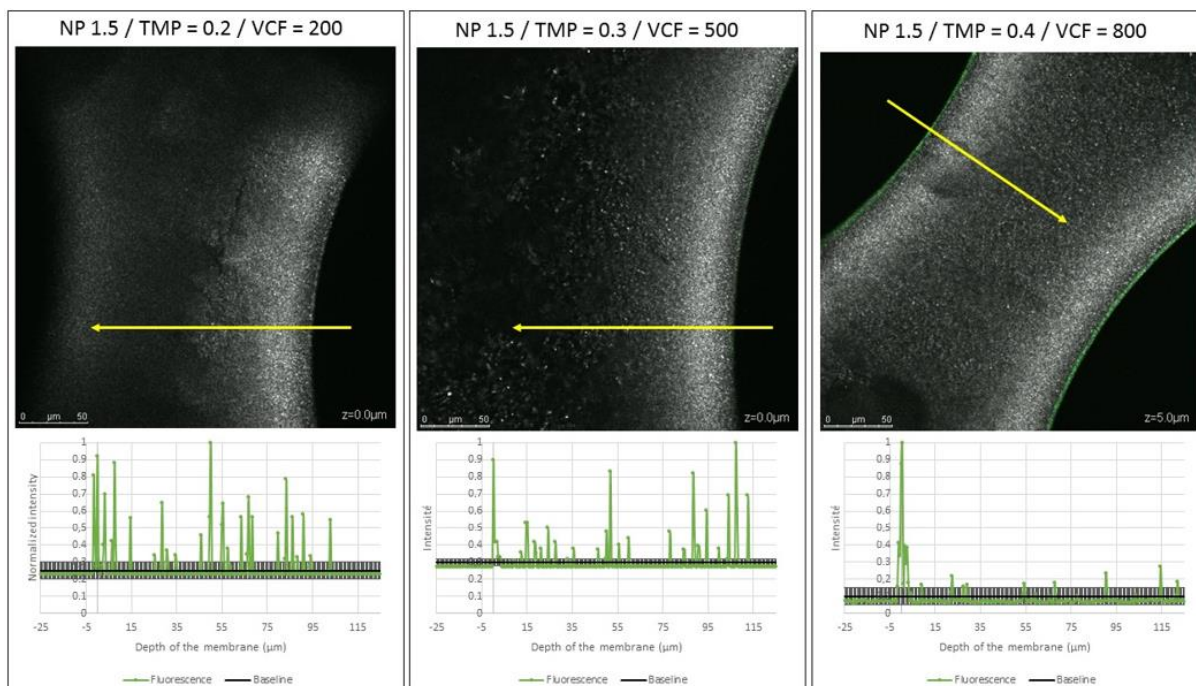 NP 1.5 / TMP = 0.2 / VCF = 200
0 µm 50
z=0.0µm
1
0.9
0.8
0.7
0.6
0,5
0.4
0.3
0.2
0.1
0
Normalized intensity
-25 -5 15 35 55 75 95 115
Depth of the membrane (µm)
Fluorescence Baseline
NP 1.5 / TMP = 0.3 / VCF = 500
0 µm 50
z=0.0µm
1
0.9
0.8
0.7
0.6
0.5
0.4
0.3
0.2
0.1
0
Intensité
-25 -5 15 35 55 75 95 115
Depth of the membrane (µm)
Fluorescence Baseline
NP 1.5 / TMP = 0.4 / VCF = 800
0 µm 50
z=5.0µm
1
0,9
0,8
0,7
0,6
0,5
0,4
0,3
0,2
0,1
0
Intensité
-25 -5 15 35 55 75 95 115
Depth of the membrane (µm)
Fluorescence Baseline